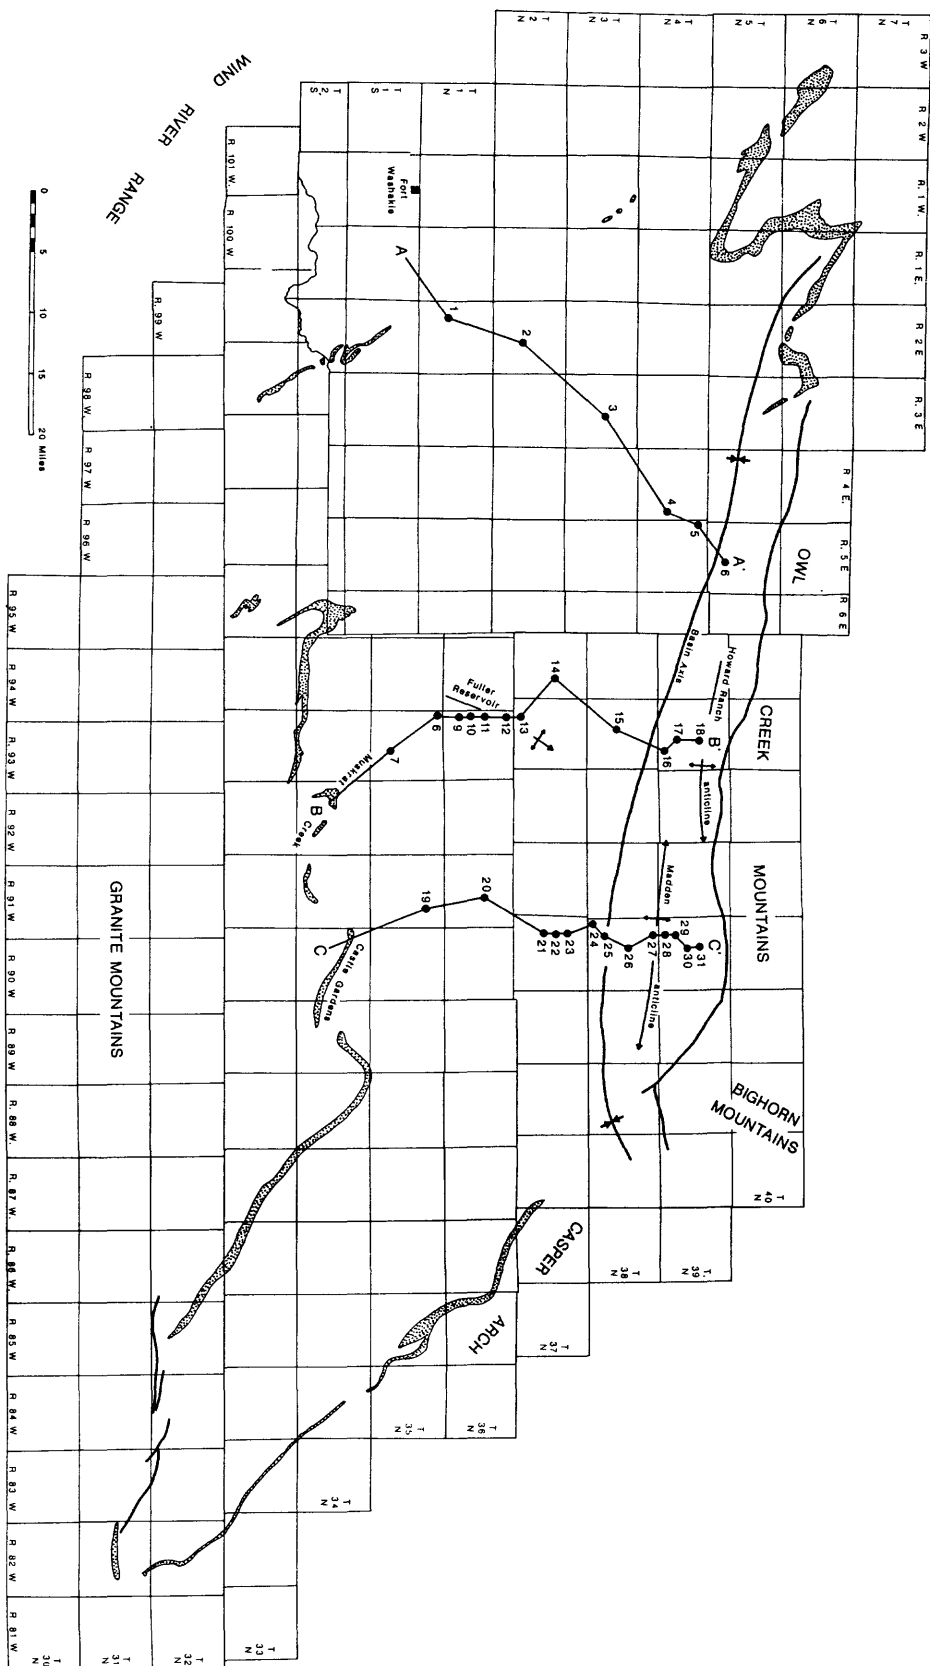 R 3 W
R 2 W
R. 1 W.
R. 1 E.
R 2 E
R. 3 E
R 4 E.
R. 5 E
R 6 E
T 7 N
T 6 N
T 5 N
T 4 N
T 3 N
T 2 N
T 1 N
T 1 S
T 2 S.
WIND
RIVER
RANGE
Fort
Washakie
R 101 W.
R 100 W.
R. 99 W
R 98 W.
R 97 W
R 96 W
R 95 W
R 94 W
R. 93 W
R 92 W
R 91 W
R 90 W
R 89 W
R. 88 W.
R. 87 W.
R. 86 W.
R. 85 W
R. 84 W
R 83 W
R 82 W
R 81 W
OWL
CREEK
MOUNTAINS
BIGHORN
MOUNTAINS
CASPER
ARCH
GRANITE MOUNTAINS
A
1
2
3
4
5
6
A'
Basin Axis
Howard Ranch
anticline
Madden
anticline
B
Muskrat
Creek
7
6
9
10
11
12
13
14
15
16
17
18
B'
Fuller
Reservoir
C
Castle Gardens
19
20
21
22
23
24
25
26
27
28
29
30
31
C'
T 40 N
T. 39 N
T 38 N
T 37 N
T 36 N
T 35 N
T 34 N
T 33 N
T 32 N
T 31 N
T 30 N
0 5 10 15 20 Miles